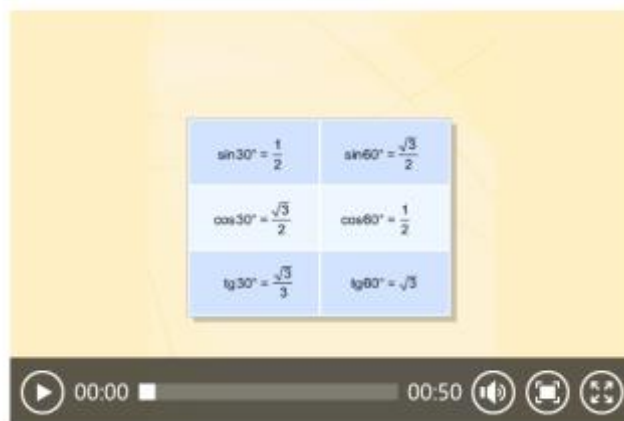 sin30° = 1/2 sin60° = √3/2
cos30° = √3/2 cos60° = 1/2
tg30° = √3/3 tg60° = √3
00:00 00:50